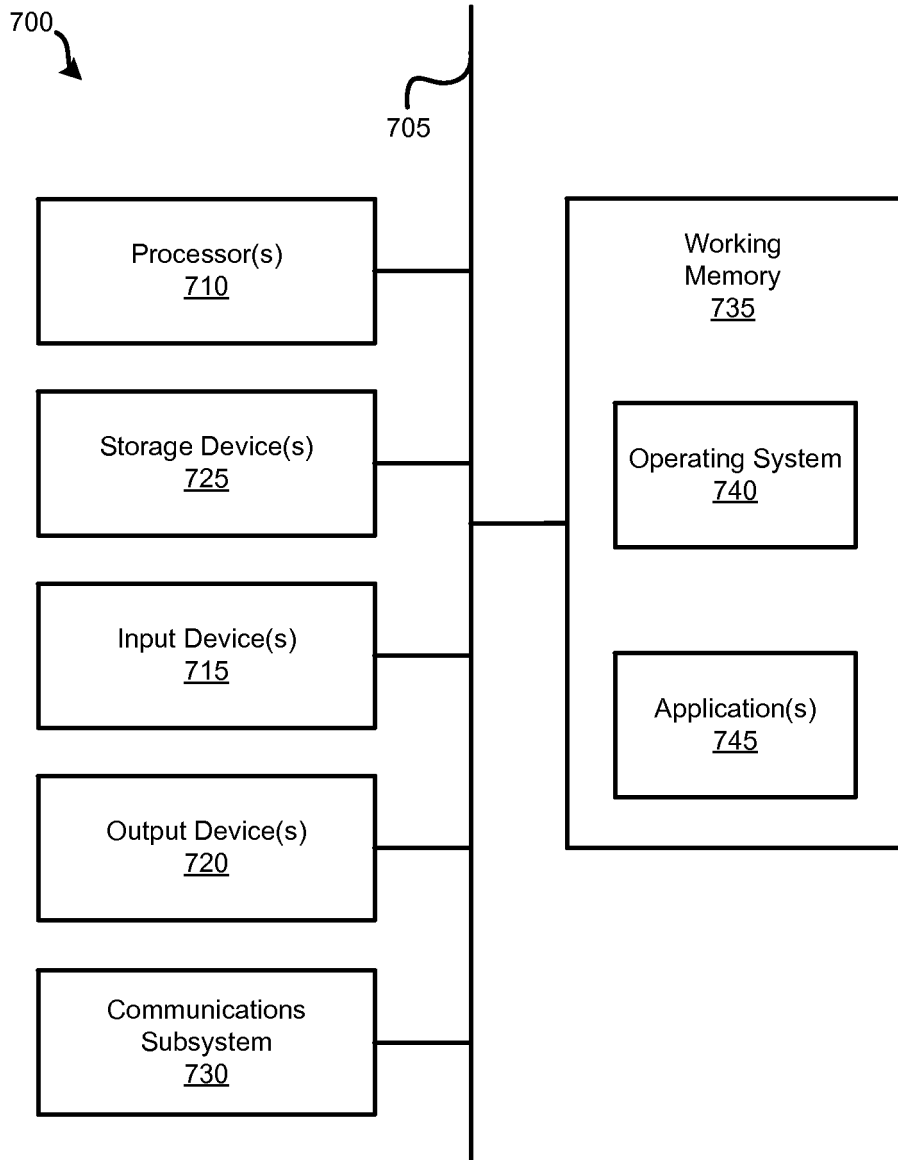 700
705
Processor(s)
710
Storage Device(s)
725
Input Device(s)
715
Output Device(s)
720
Communications
Subsystem
730
Working
Memory
735
Operating System
740
Application(s)
745